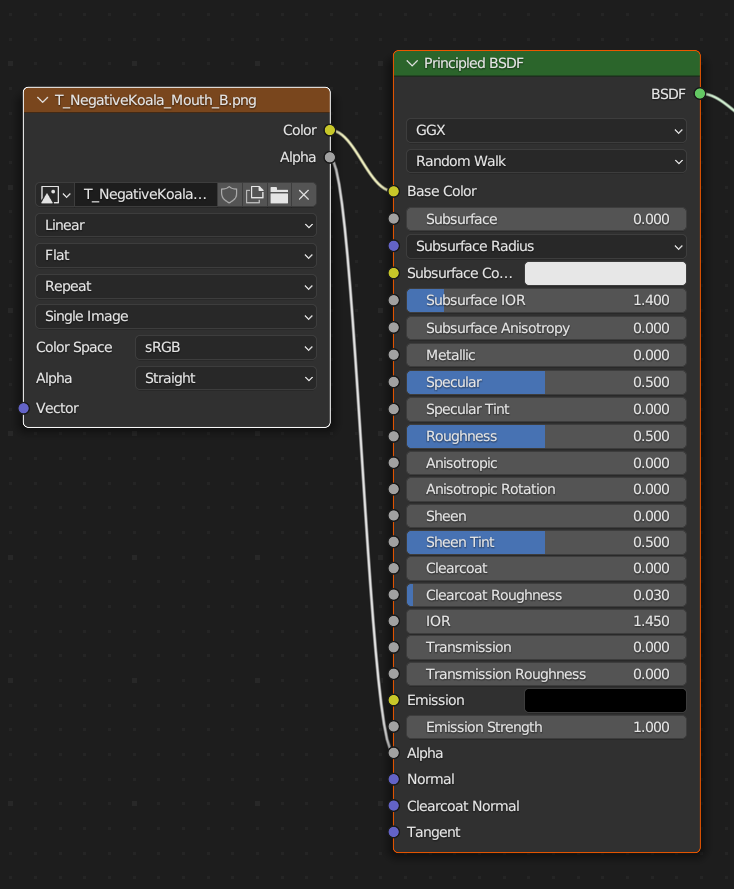 T_NegativeKoala_Mouth_B.png
Color
Alpha
T_NegativeKoala...
Linear
Flat
Repeat
Single Image
Color Space sRGB
Alpha Straight
Vector
Principled BSDF
BSDF
GGX
Random Walk
Base Color
Subsurface 0.000
Subsurface Radius
Subsurface Co...
Subsurface IOR 1.400
Subsurface Anisotropy 0.000
Metallic 0.000
Specular 0.500
Specular Tint 0.000
Roughness 0.500
Anisotropic 0.000
Anisotropic Rotation 0.000
Sheen 0.000
Sheen Tint 0.500
Clearcoat 0.000
Clearcoat Roughness 0.030
IOR 1.450
Transmission 0.000
Transmission Roughness 0.000
Emission
Emission Strength 1.000
Alpha
Normal
Clearcoat Normal
Tangent